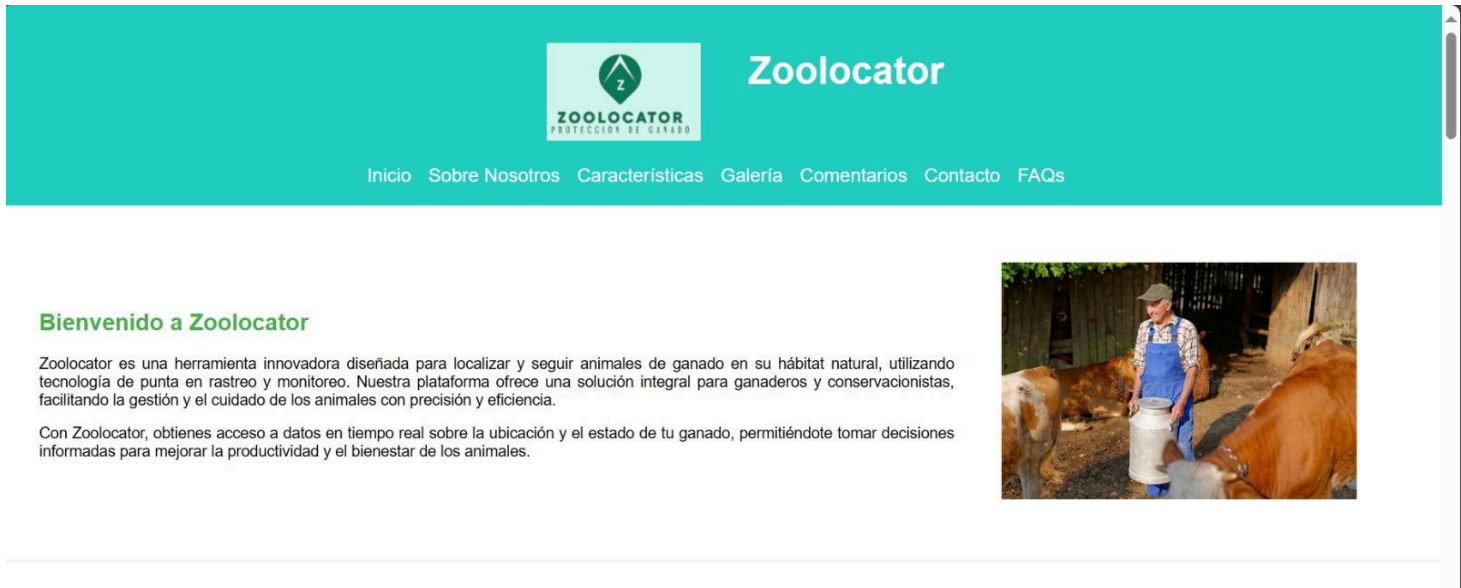 Z
ZOOLOCATOR
PROTECCIÓN DE GANADO
Zoolocator
Inicio Sobre Nosotros Características Galería Comentarios Contacto FAQs
Bienvenido a Zoolocator
Zoolocator es una herramienta innovadora diseñada para localizar y seguir animales de ganado en su hábitat natural, utilizando
tecnología de punta en rastreo y monitoreo. Nuestra plataforma ofrece una solución integral para ganaderos y conservacionistas,
facilitando la gestión y el cuidado de los animales con precisión y eficiencia.
Con Zoolocator, obtienes acceso a datos en tiempo real sobre la ubicación y el estado de tu ganado, permitiéndote tomar decisiones
informadas para mejorar la productividad y el bienestar de los animales.